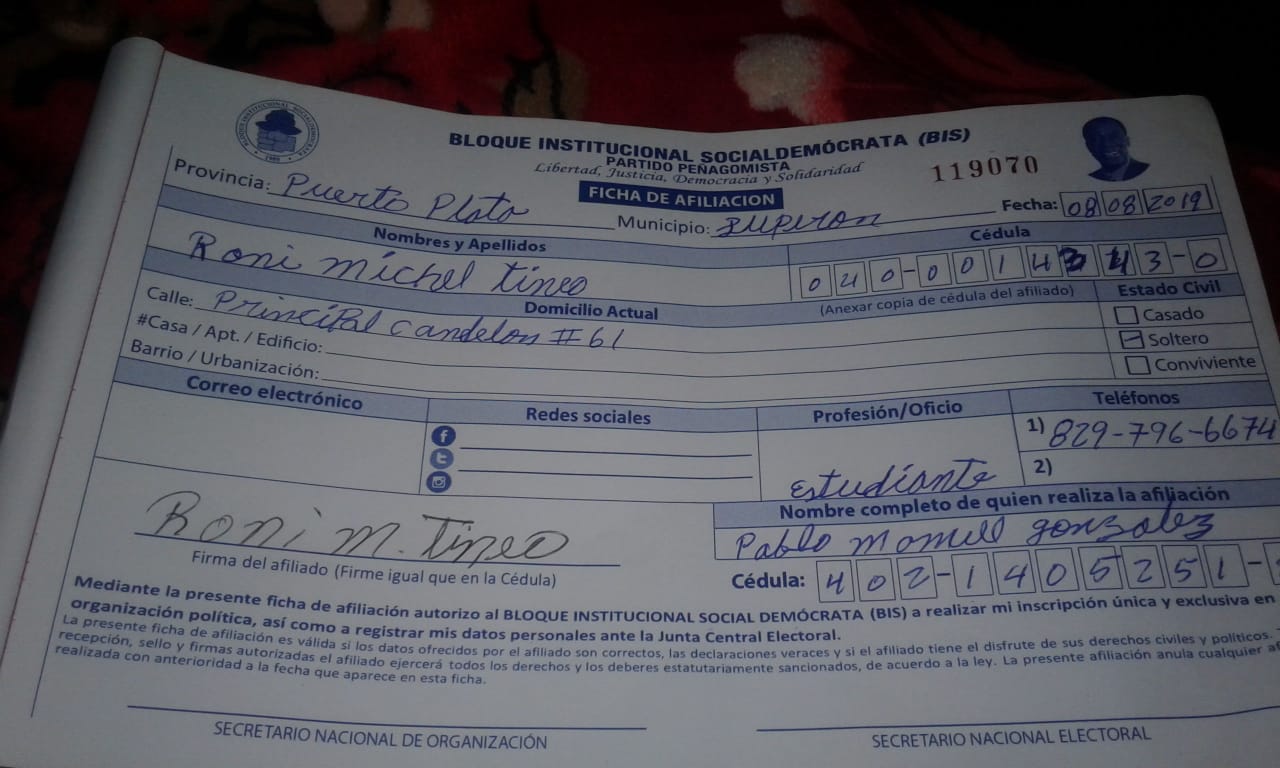 BLOQUE INSTITUCIONAL SOCIALDEMÓCRATA (BIS)
PARTIDO PEÑAGOMISTA
Libertad, Justicia, Democracia y Solidaridad
119070
FICHA DE AFILIACION
Provincia: Puerto Plata
Municipio:
Fecha: 08 08 2019
Nombres y Apellidos
Cédula
Roni michel tineo
040-001 43-0
(Anexar copia de cédula del afiliado)
Domicilio Actual
Estado Civil
Calle: Principal candelon #61
Casado
#Casa / Apt. / Edificio:
Soltero
Barrio / Urbanización:
Conviviente
Correo electrónico
Redes sociales
Profesión/Oficio
Teléfonos
1) 829-796-6674
estudiante
2)
Nombre completo de quien realiza la afiliación
Roni M. Tineo
Pablo manuell gonzalez
Firma del afiliado (Firme igual que en la Cédula)
Cédula: 402-1405251-
Mediante la presente ficha de afiliación autorizo al BLOQUE INSTITUCIONAL SOCIAL DEMÓCRATA (BIS) a realizar mi inscripción única y exclusiva en
organización política, así como a registrar mis datos personales ante la Junta Central Electoral.
La presente ficha de afiliación es válida si los datos ofrecidos por el afiliado son correctos, las declaraciones veraces y si el afiliado tiene el disfrute de sus derechos civiles y políticos.
recepción, sello y firmas autorizadas el afiliado ejercerá todos los derechos y los deberes estatutariamente sancionados, de acuerdo a la ley. La presente afiliación anula cualquier
realizada con anterioridad a la fecha que aparece en esta ficha.
SECRETARIO NACIONAL DE ORGANIZACIÓN
SECRETARIO NACIONAL ELECTORAL